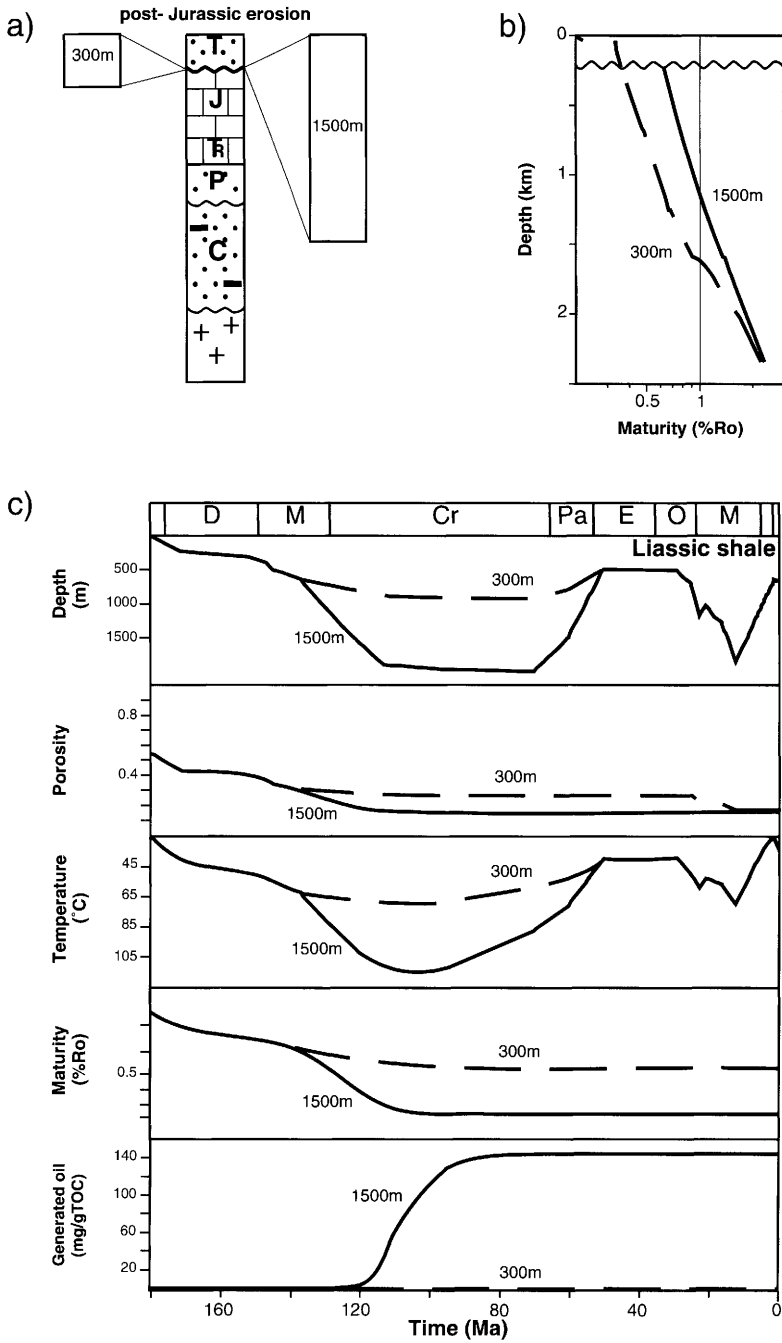 a)
post- Jurassic erosion
300m
T
J
TR
P
C
1500m
b)
0
1
2
Depth (km)
1500m
300m
0.5 1
Maturity (%Ro)
c)
D M Cr Pa E O M
Liassic shale
Depth
(m)
500
1000
1500
300m
1500m
Porosity
0.8
0.4
300m
1500m
Temperature
(°C)
45
65
85
105
300m
1500m
Maturity
(%Ro)
0.5
300m
1500m
Generated oil
(mg/gTOC)
140
100
60
20
1500m
300m
160 120 80 40 0
Time (Ma)